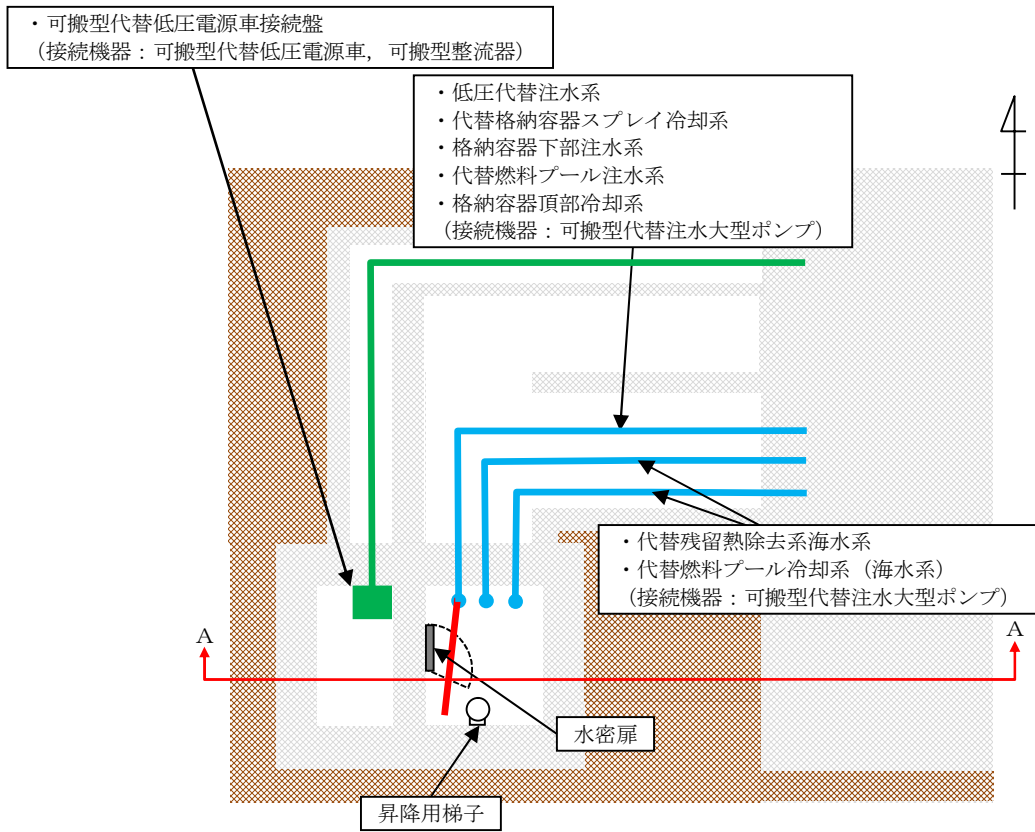 ・可搬型代替低圧電源車接続盤
（接続機器：可搬型代替低圧電源車，可搬型整流器）
・低圧代替注水系
・代替格納容器スプレイ冷却系
・格納容器下部注水系
・代替燃料プール注水系
・格納容器頂部冷却系
（接続機器：可搬型代替注水大型ポンプ）
・代替残留熱除去系海水系
・代替燃料プール冷却系（海水系）
（接続機器：可搬型代替注水大型ポンプ）
A
A
水密扉
昇降用梯子